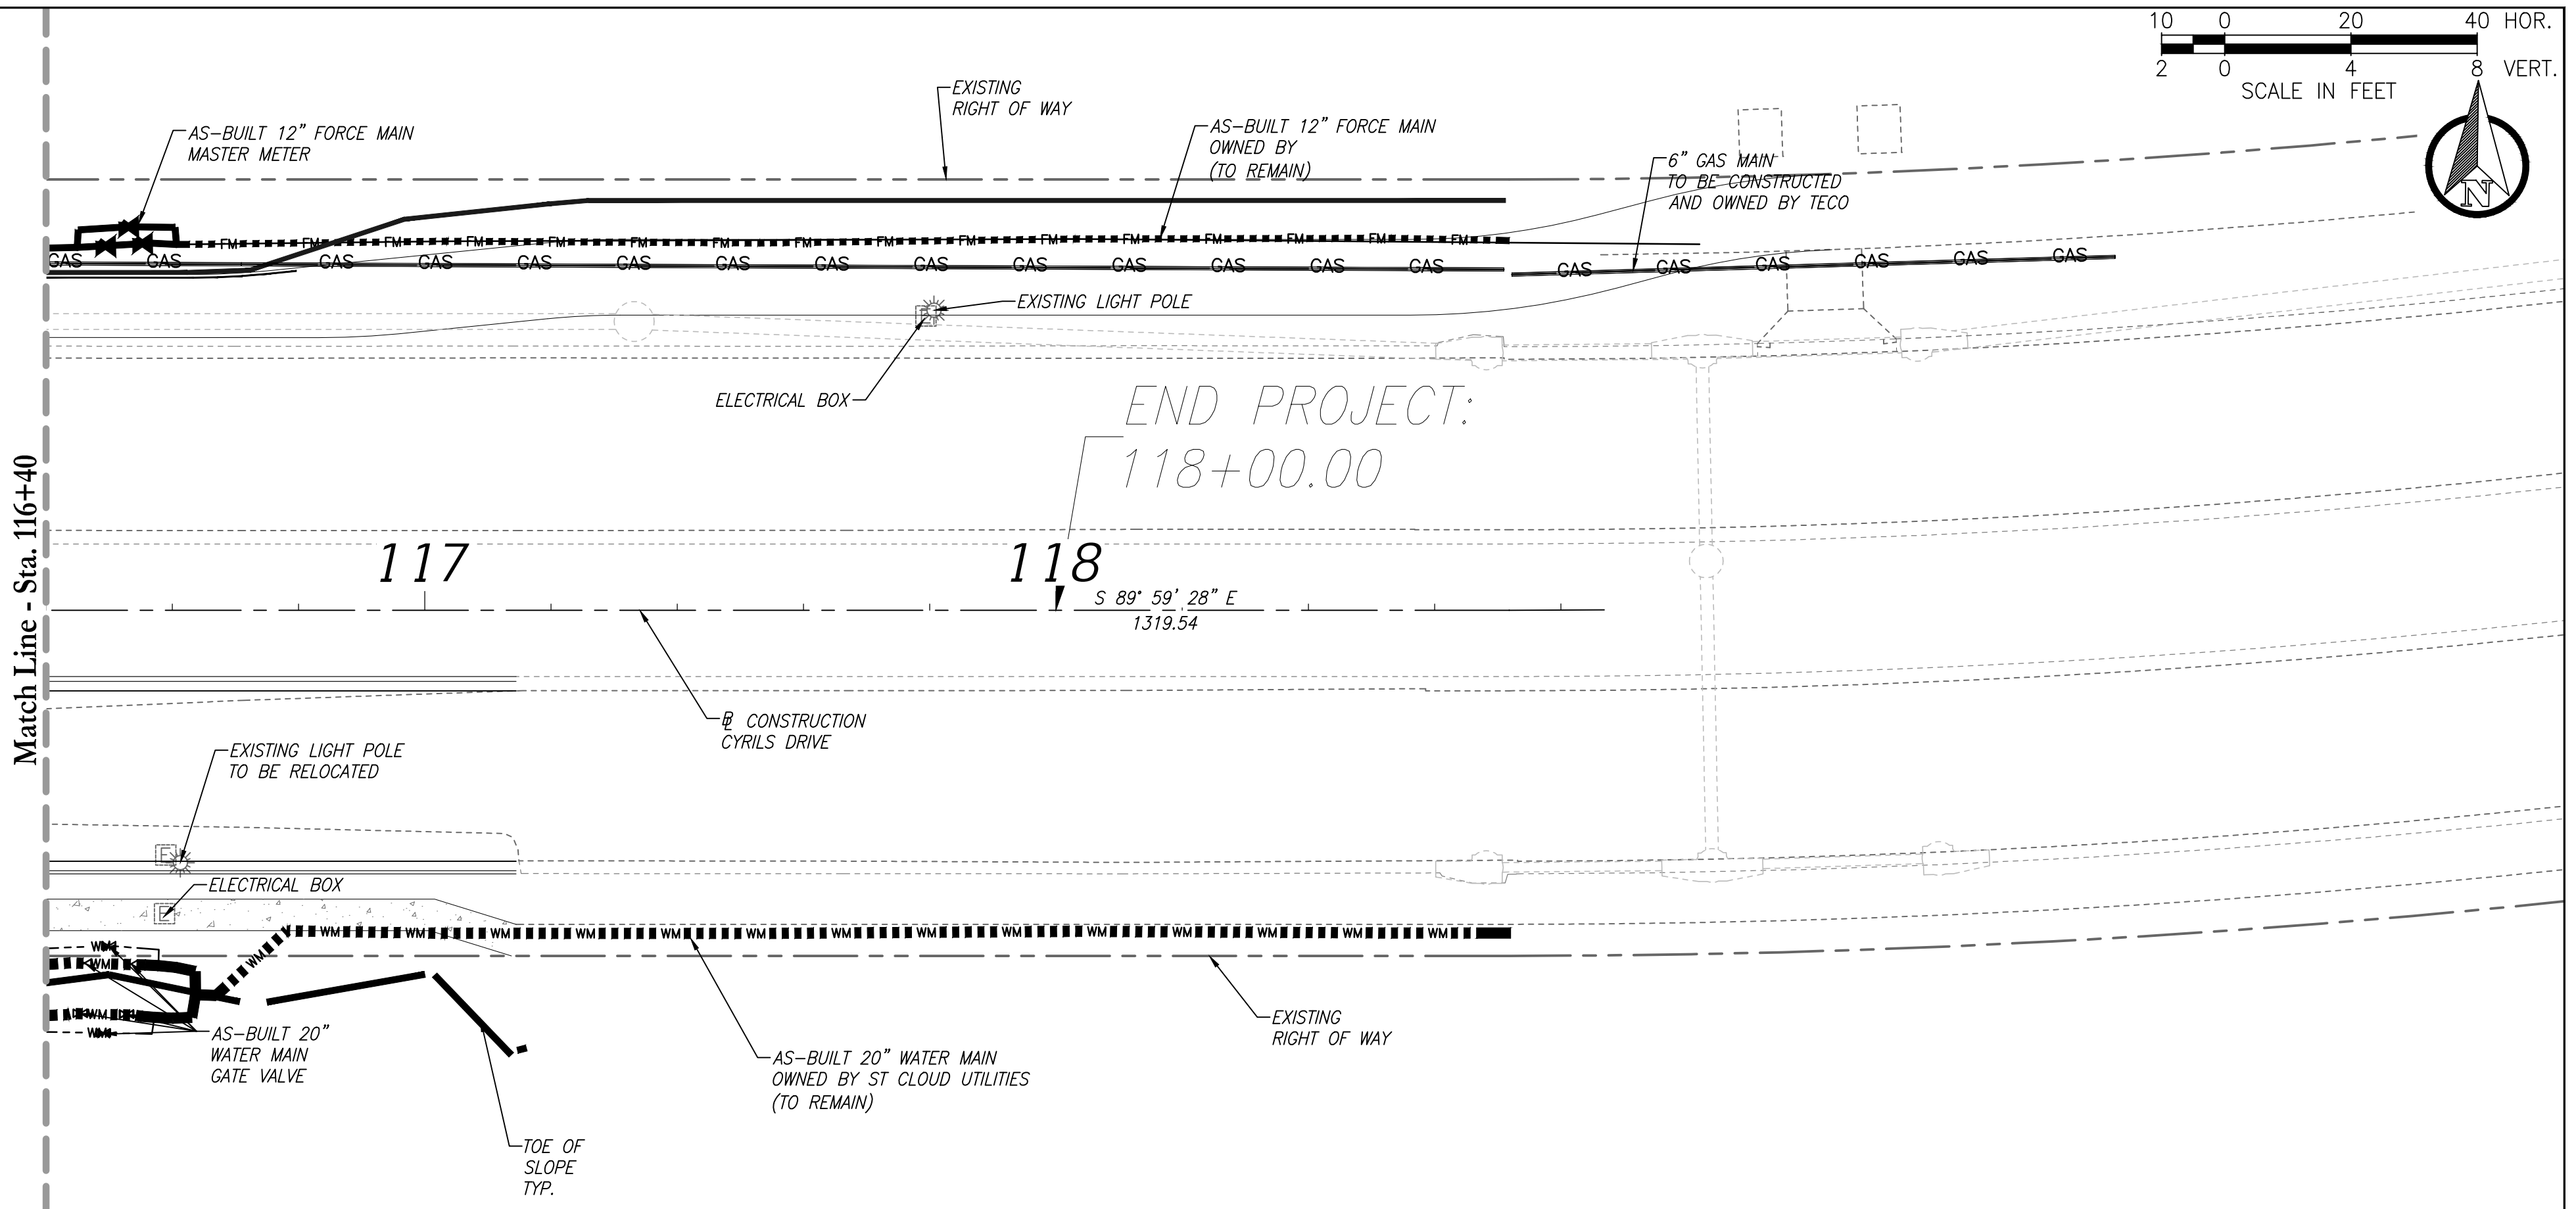 10 0 20 40 HOR.
2 0 4 8 VERT.
SCALE IN FEET
N
EXISTING
RIGHT OF WAY
AS-BUILT 12" FORCE MAIN
MASTER METER
AS-BUILT 12" FORCE MAIN
OWNED BY
(TO REMAIN)
6" GAS MAIN
TO BE CONSTRUCTED
AND OWNED BY TECO
FM FM FM FM FM FM FM FM FM FM FM FM FM FM FM FM
GAS GAS GAS GAS GAS GAS GAS GAS GAS GAS GAS GAS GAS GAS
GAS GAS GAS GAS GAS GAS
EXISTING LIGHT POLE
E
ELECTRICAL BOX
END PROJECT:
118+00.00
Match Line - Sta. 116+40
117
118
S 89° 59' 28" E
1319.54
BL CONSTRUCTION
CYRILS DRIVE
EXISTING LIGHT POLE
TO BE RELOCATED
E
ELECTRICAL BOX
E
WM WM WM WM WM WM WM WM WM WM WM WM WM WM
WM
WM
WM
WM
WM
AS-BUILT 20"
WATER MAIN
GATE VALVE
AS-BUILT 20" WATER MAIN
OWNED BY ST CLOUD UTILITIES
(TO REMAIN)
EXISTING
RIGHT OF WAY
TOE OF
SLOPE
TYP.